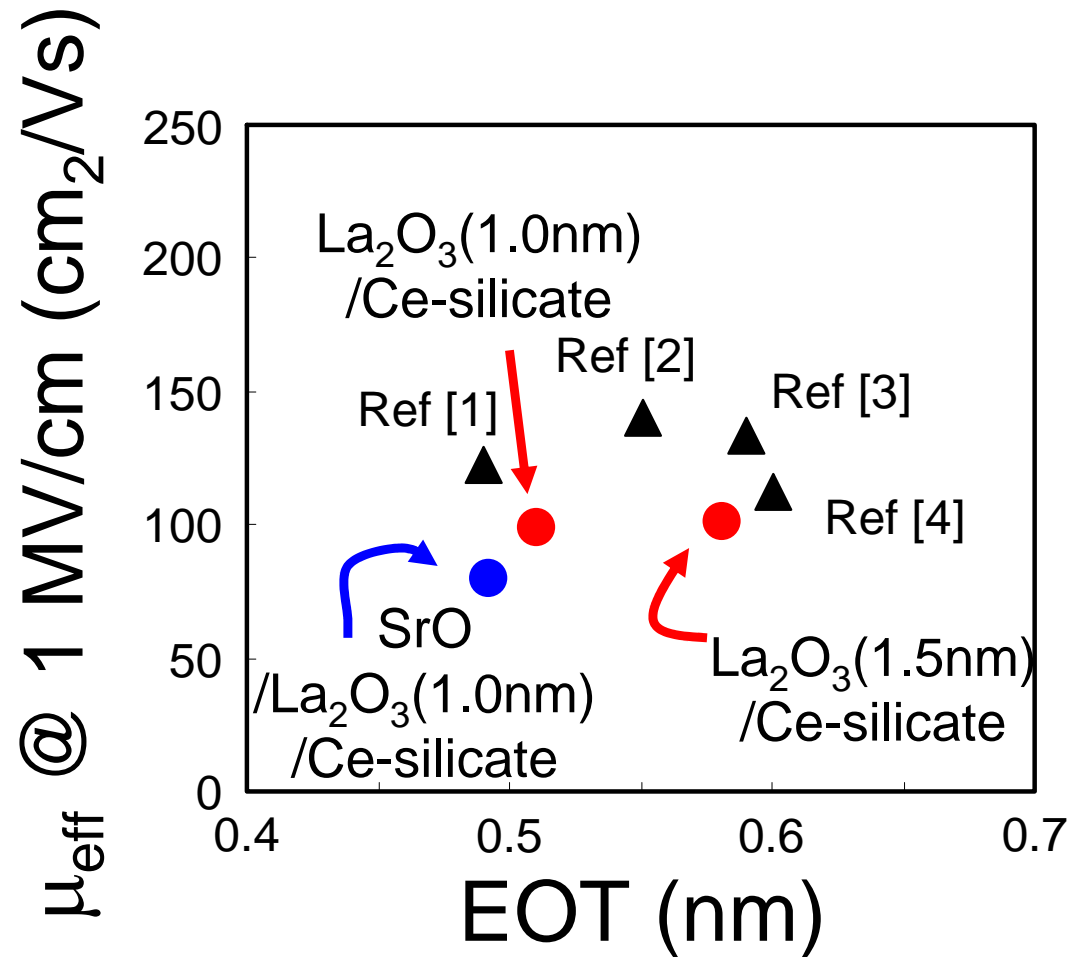 μeff @ 1 MV/cm (cm2/Vs)
250
200
150
100
50
0
La2O3(1.0nm)
/Ce-silicate
Ref [1]
Ref [2]
Ref [3]
Ref [4]
SrO
/La2O3(1.0nm)
/Ce-silicate
La2O3(1.5nm)
/Ce-silicate
0.4 0.5 0.6 0.7
EOT (nm)